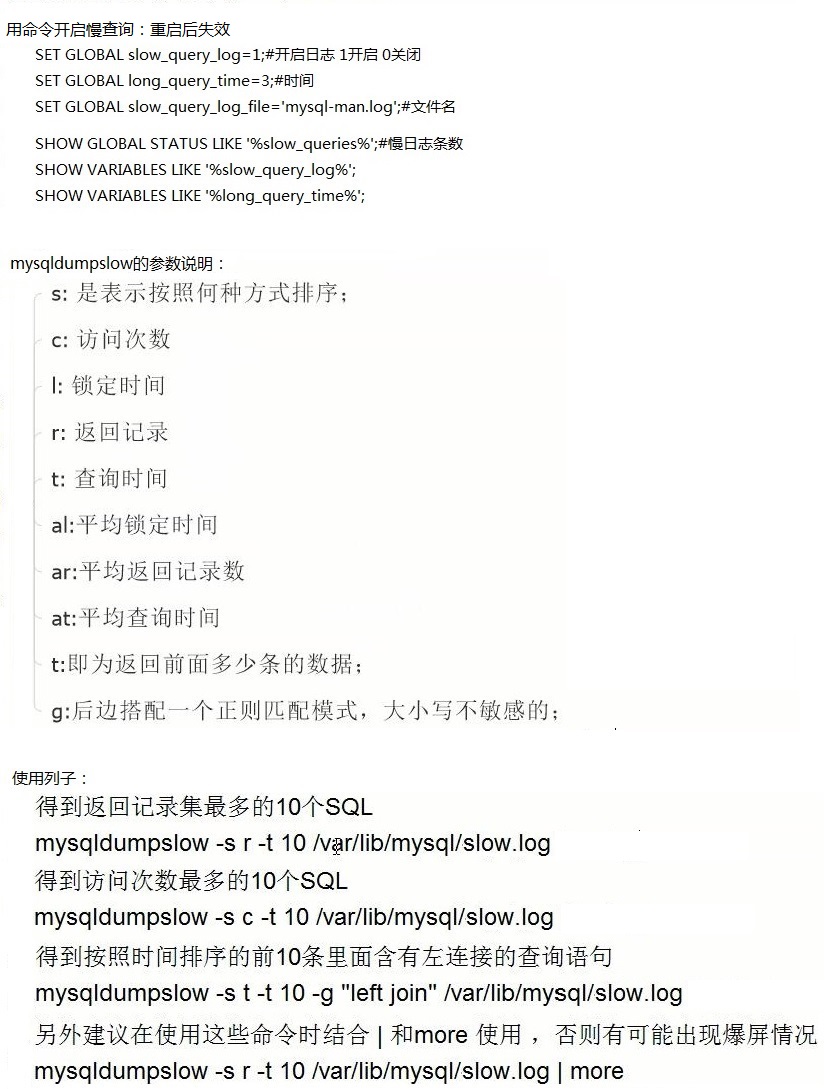 用命令开启慢查询：重启后失效
SET GLOBAL slow_query_log=1;#开启日志 1开启 0关闭
SET GLOBAL long_query_time=3;#时间
SET GLOBAL slow_query_log_file='mysql-man.log';#文件名
SHOW GLOBAL STATUS LIKE '%slow_queries%';#慢日志条数
SHOW VARIABLES LIKE '%slow_query_log%';
SHOW VARIABLES LIKE '%long_query_time%';
mysqldumpslow的参数说明：
s: 是表示按照何种方式排序；
c: 访问次数
l: 锁定时间
r: 返回记录
t: 查询时间
al:平均锁定时间
ar:平均返回记录数
at:平均查询时间
t:即为返回前面多少条的数据；
g:后边搭配一个正则匹配模式，大小写不敏感的；
使用列子：
得到返回记录集最多的10个SQL
mysqldumpslow -s r -t 10 /var/lib/mysql/slow.log
得到访问次数最多的10个SQL
mysqldumpslow -s c -t 10 /var/lib/mysql/slow.log
得到按照时间排序的前10条里面含有左连接的查询语句
mysqldumpslow -s t -t 10 -g "left join" /var/lib/mysql/slow.log
另外建议在使用这些命令时结合 | 和more 使用 ，否则有可能出现爆屏情况
mysqldumpslow -s r -t 10 /var/lib/mysql/slow.log | more